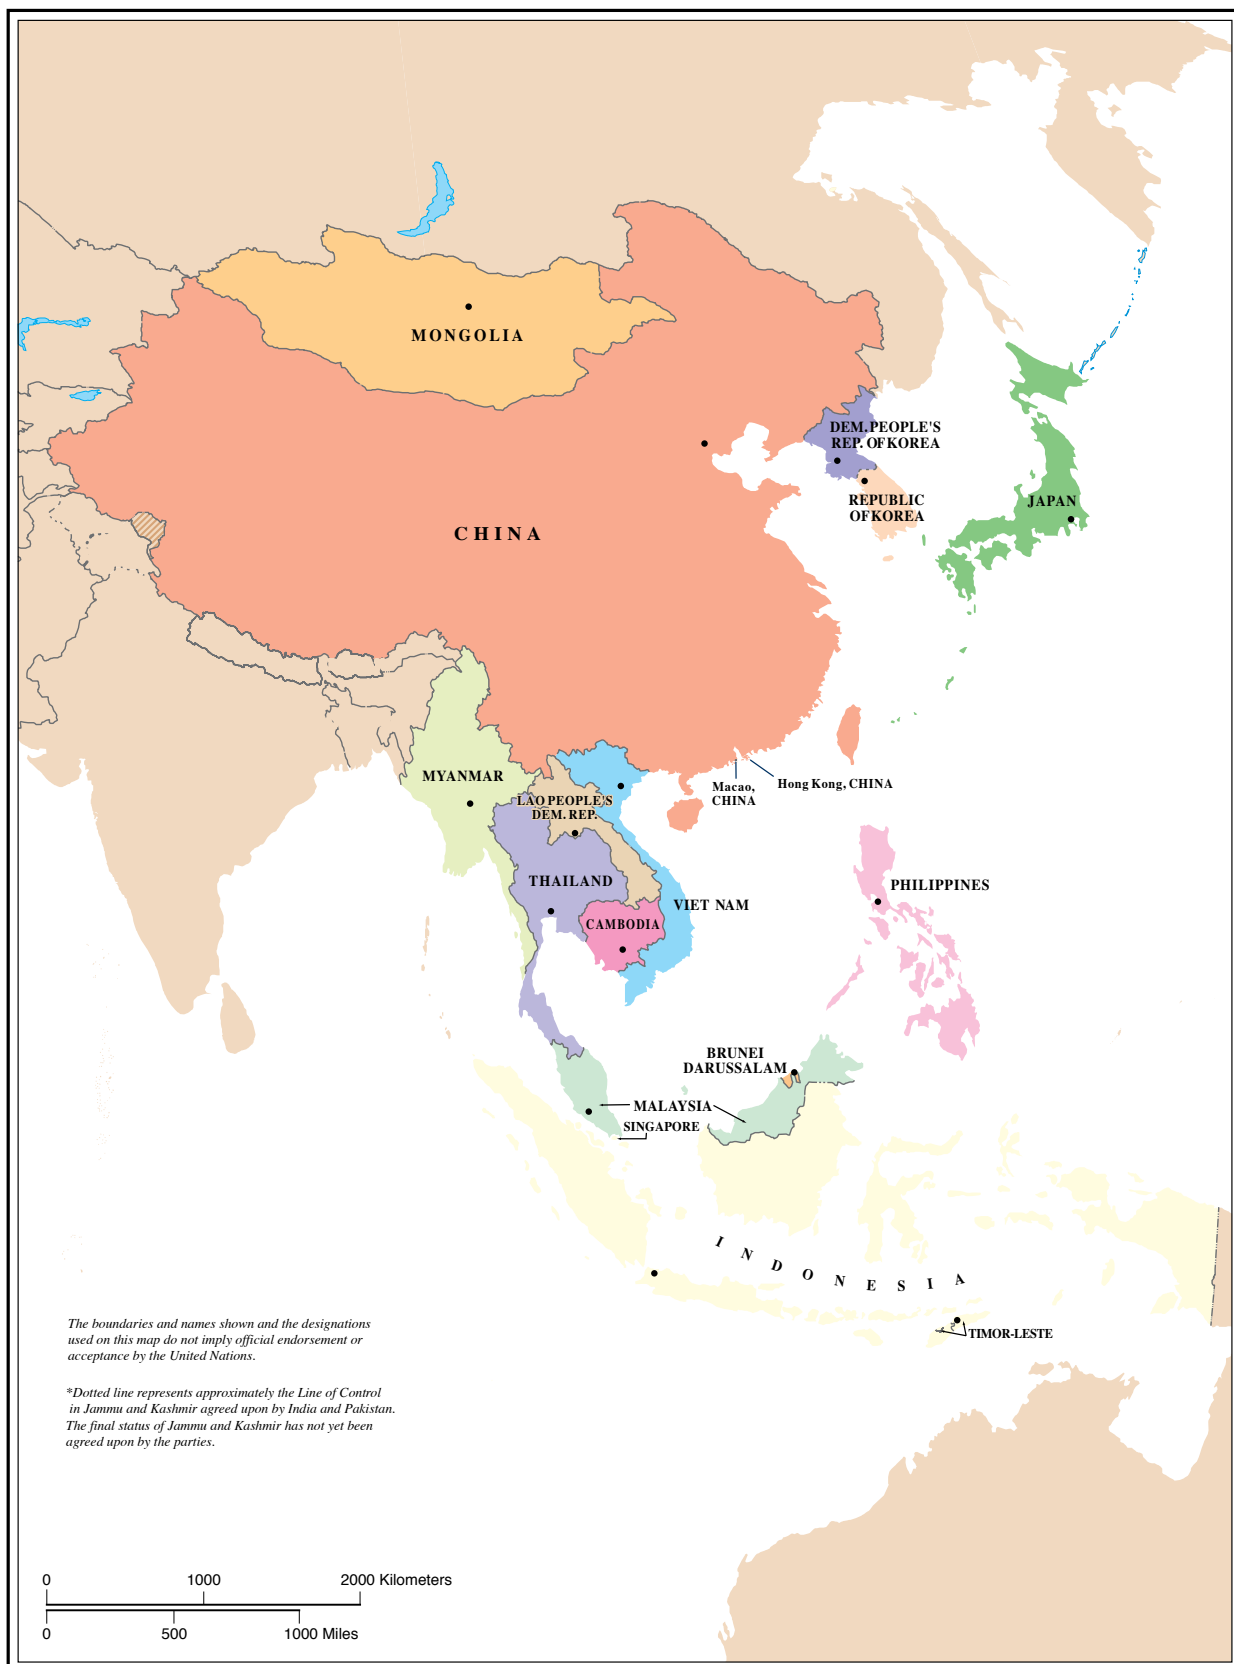 MONGOLIA
DEM. PEOPLE'S
REP. OF KOREA
REPUBLIC
OF KOREA
JAPAN
CHINA
MYANMAR
LAO PEOPLE'S
DEM. REP.
Macao,
CHINA
Hong Kong, CHINA
THAILAND
VIET NAM
CAMBODIA
PHILIPPINES
BRUNEI
DARUSSALAM
MALAYSIA
SINGAPORE
INDONESIA
TIMOR-LESTE
The boundaries and names shown and the designations
used on this map do not imply official endorsement or
acceptance by the United Nations.
*Dotted line represents approximately the Line of Control
in Jammu and Kashmir agreed upon by India and Pakistan.
The final status of Jammu and Kashmir has not yet been
agreed upon by the parties.
0 1000 2000 Kilometers
0 500 1000 Miles